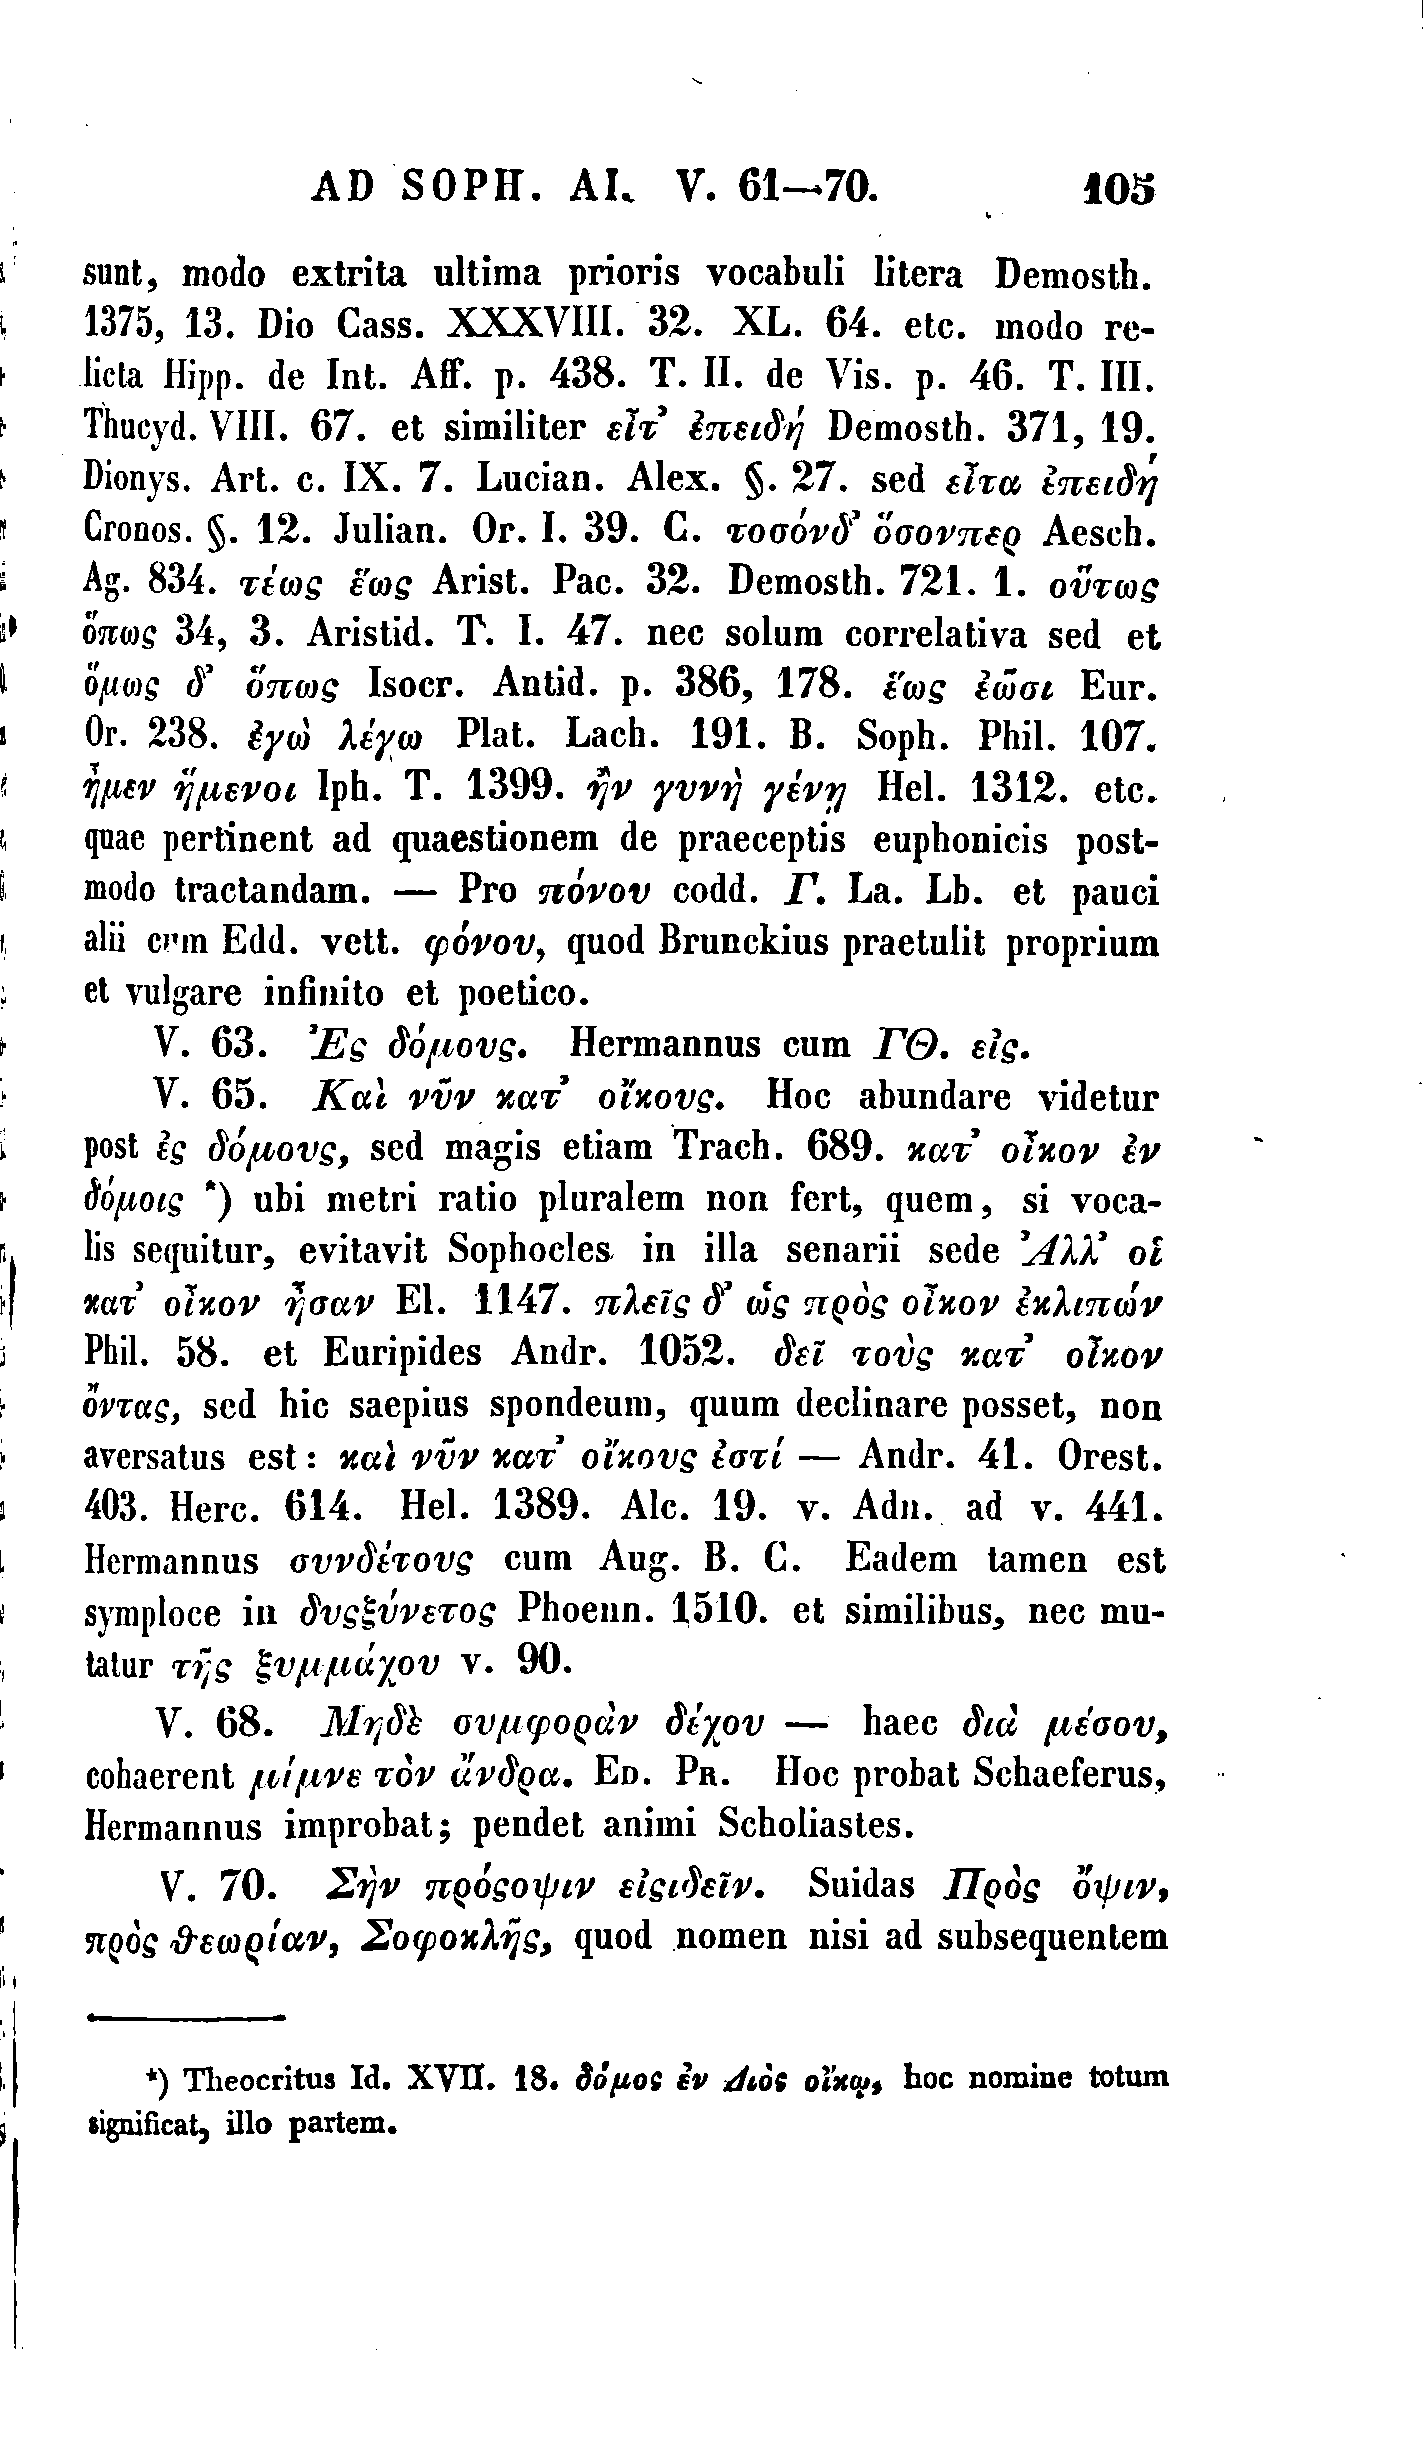 AD SOPH. AI. V. 61—70. 105
sunt, modo extrita ultima prioris vocabuli litera Demosth.
1375, 13. Dio Cass. XXXVIII. 32. XL. 64. etc. modo re-
licta Hipp. de Int. Aff. p. 438. T. II. de Vis. p. 46. T. III.
Thucyd. VIII. 67. et similiter εἶτ᾽ ἐπειδή Demosth. 371, 19.
Dionys. Art. c. IX. 7. Lucian. Alex. §. 27. sed εἶτα ἐπειδή
Cronos. §. 12. Julian. Or. I. 39. C. τοσόνδ᾽ ὅσονπερ Aesch.
Ag. 834. τέως ἕως Arist. Pac. 32. Demosth. 721. 1. οὕτως
ὅπως 34, 3. Aristid. T. I. 47. nec solum correlativa sed et
ὅμως δ᾽ ὅπως Isocr. Antid. p. 386, 178. ἕως ἐῶσι Eur.
Or. 238. ἐγὼ λέγω Plat. Lach. 191. B. Soph. Phil. 107.
ἦμεν ἥμενοι Iph. T. 1399. ἢν γυνὴ γένῃ Hel. 1312. etc.
quae pertinent ad quaestionem de praeceptis euphonicis post-
modo tractandam. — Pro πόνου codd. Γ. La. Lb. et pauci
alii cum Edd. vett. φόνου, quod Brunckius praetulit proprium
et vulgare infinito et poetico.
V. 63. Ἐς δόμους. Hermannus cum ΓΘ. εἰς.
V. 65. Καὶ νῦν κατ᾽ οἴκους. Hoc abundare videtur
post ἐς δόμους, sed magis etiam Trach. 689. κατ᾽ οἶκον ἐν
δόμοις *) ubi metri ratio pluralem non fert, quem, si voca-
lis sequitur, evitavit Sophocles in illa senarii sede Ἀλλ᾽ οἱ
κατ᾽ οἶκον ἦσαν El. 1147. πλεῖς δ᾽ ὡς πρὸς οἶκον ἐκλιπών
Phil. 58. et Euripides Andr. 1052. δεῖ τοὺς κατ᾽ οἶκον
ὄντας, sed hic saepius spondeum, quum declinare posset, non
aversatus est: καὶ νῦν κατ᾽ οἴκους ἐστί — Andr. 41. Orest.
403. Herc. 614. Hel. 1389. Alc. 19. v. Adn. ad v. 441.
Hermannus συνδέτους cum Aug. B. C. Eadem tamen est
symploce in δυςξύνετος Phoenn. 1510. et similibus, nec mu-
tatur τῆς ξυμμάχου v. 90.
V. 68. Μηδὲ συμφορὰν δέχου — haec διὰ μέσου,
cohaerent μίμνε τὸν ἄνδρα. Ed. Pr. Hoc probat Schaeferus,
Hermannus improbat; pendet animi Scholiastes.
V. 70. Σὴν πρόςοψιν εἰςιδεῖν. Suidas Πρὸς ὄψιν,
πρὸς θεωρίαν, Σοφοκλῆς, quod nomen nisi ad subsequentem
*) Theocritus Id. XVII. 18. δόμος ἐν Διὸς οἴκῳ, hoc nomine totum
significat, illo partem.